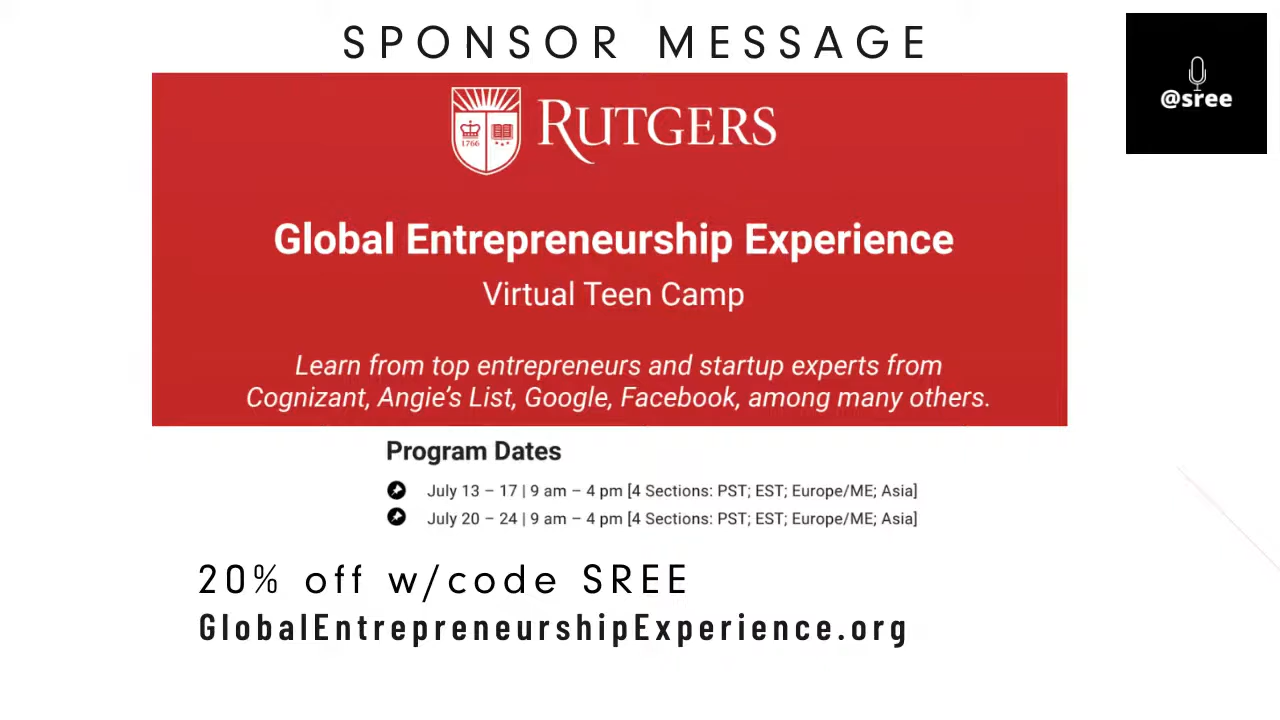 SPONSOR MESSAGE
@sree
1766
RUTGERS
Global Entrepreneurship Experience
Virtual Teen Camp
Learn from top entrepreneurs and startup experts from
Cognizant, Angie's List, Google, Facebook, among many others.
Program Dates
July 13 – 17 | 9 am – 4 pm [4 Sections: PST; EST; Europe/ME; Asia]
July 20 – 24 | 9 am – 4 pm [4 Sections: PST; EST; Europe/ME; Asia]
20% off w/code SREE
GlobalEntrepreneurshipExperience.org